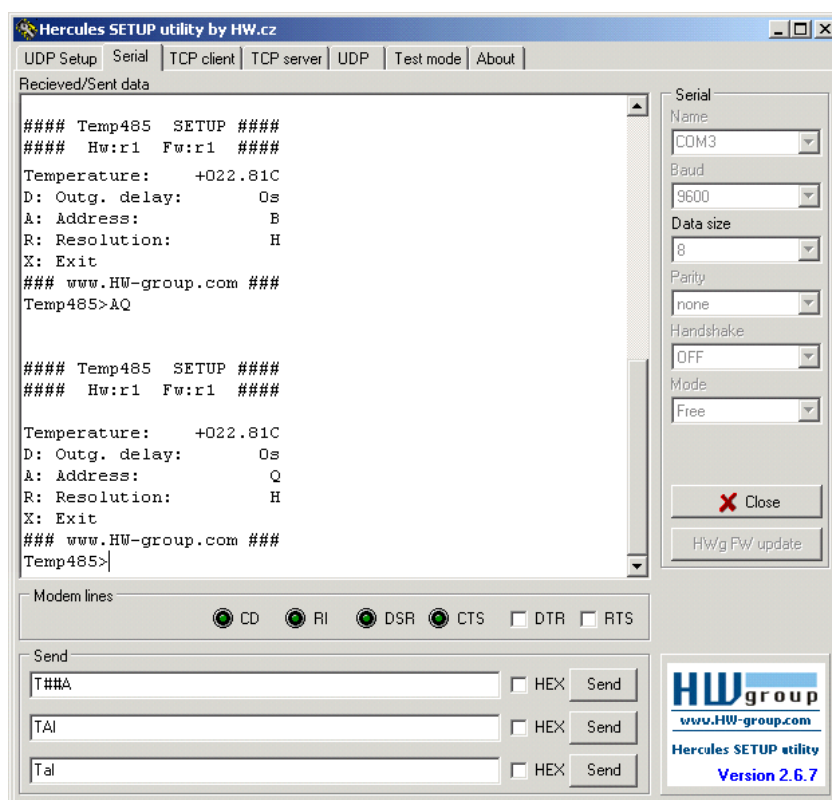 Hercules SETUP utility by HW.cz
UDP Setup Serial TCP client TCP server UDP Test mode About
Recieved/Sent data
#### Temp485 SETUP ####
#### Hw:r1 Fw:r1 ####
Temperature: +022.81C
D: Outg. delay: 0s
A: Address: B
R: Resolution: H
X: Exit
### www.HW-group.com ###
Temp485>AQ
#### Temp485 SETUP ####
#### Hw:r1 Fw:r1 ####
Temperature: +022.81C
D: Outg. delay: 0s
A: Address: Q
R: Resolution: H
X: Exit
### www.HW-group.com ###
Temp485>
Serial
Name
COM3
Baud
9600
Data size
8
Parity
none
Handshake
OFF
Mode
Free
Close
HWg FW update
Modem lines
CD RI DSR CTS DTR RTS
Send
T##A HEX Send
TAI HEX Send
TaI HEX Send
HW group
www.HW-group.com
Hercules SETUP utility
Version 2.6.7